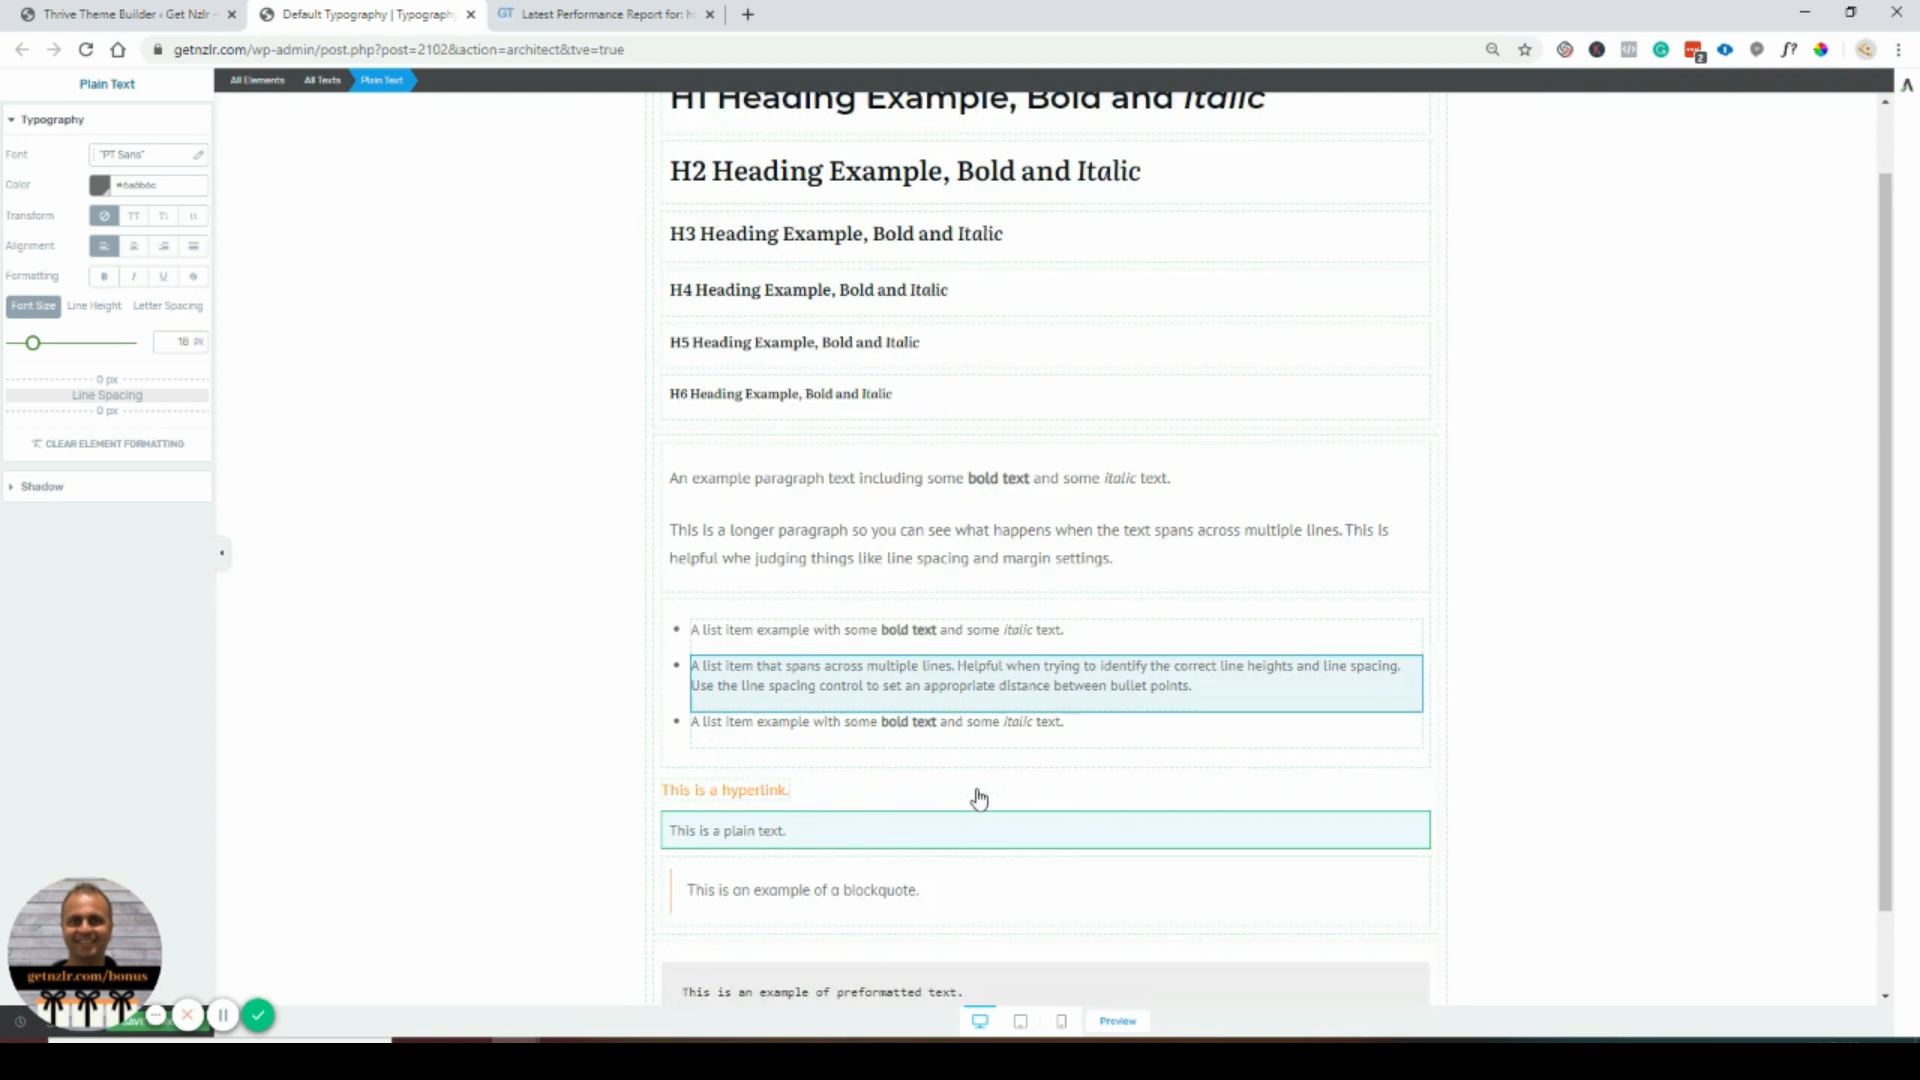 Thrive Theme Builder ‹ Get Nzlr -
Default Typography | Typography
GT Latest Performance Report for: h
getnzlr.com/wp-admin/post.php?post=2102&action=architect&tve=true
2
f?
Plain Text
All Elements
All Texts
Plain Text
Typography
Font
"PT Sans"
Color
#6a6b6c
Transform
TT
Tt
tt
Alignment
Formatting
B
I
U
S
Font Size
Line Height
Letter Spacing
18 PX
0 px
Line Spacing
0 px
CLEAR ELEMENT FORMATTING
Shadow
H1 Heading Example, Bold and Italic
H2 Heading Example, Bold and Italic
H3 Heading Example, Bold and Italic
H4 Heading Example, Bold and Italic
H5 Heading Example, Bold and Italic
H6 Heading Example, Bold and Italic
An example paragraph text including some bold text and some italic text.
This is a longer paragraph so you can see what happens when the text spans across multiple lines. This is
helpful whe judging things like line spacing and margin settings.
A list item example with some bold text and some italic text.
A list item that spans across multiple lines. Helpful when trying to identify the correct line heights and line spacing.
Use the line spacing control to set an appropriate distance between bullet points.
A list item example with some bold text and some italic text.
This is a hyperlink.
This is a plain text.
This is an example of a blockquote.
This is an example of preformatted text.
getnzlr.com/bonus
Preview